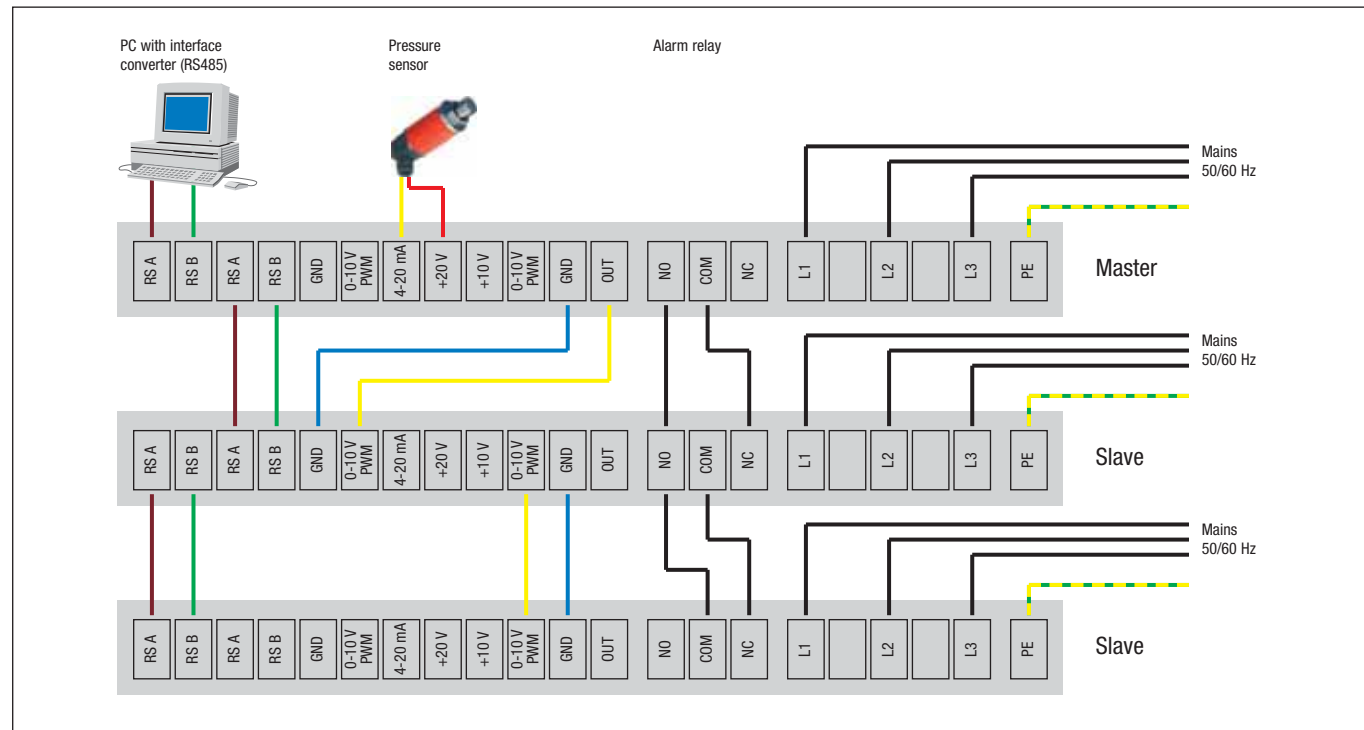 PC with interface
converter (RS485)
Pressure
sensor
Alarm relay
Mains
50/60 Hz
RS A
RS B
RS A
RS B
GND
0-10 V
PWM
4-20 mA
+20 V
+10 V
0-10 V
PWM
GND
OUT
NO
COM
NC
L1
L2
L3
PE
Master
Mains
50/60 Hz
RS A
RS B
RS A
RS B
GND
0-10 V
PWM
4-20 mA
+20 V
+10 V
0-10 V
PWM
GND
OUT
NO
COM
NC
L1
L2
L3
PE
Slave
Mains
50/60 Hz
RS A
RS B
RS A
RS B
GND
0-10 V
PWM
4-20 mA
+20 V
+10 V
0-10 V
PWM
GND
OUT
NO
COM
NC
L1
L2
L3
PE
Slave